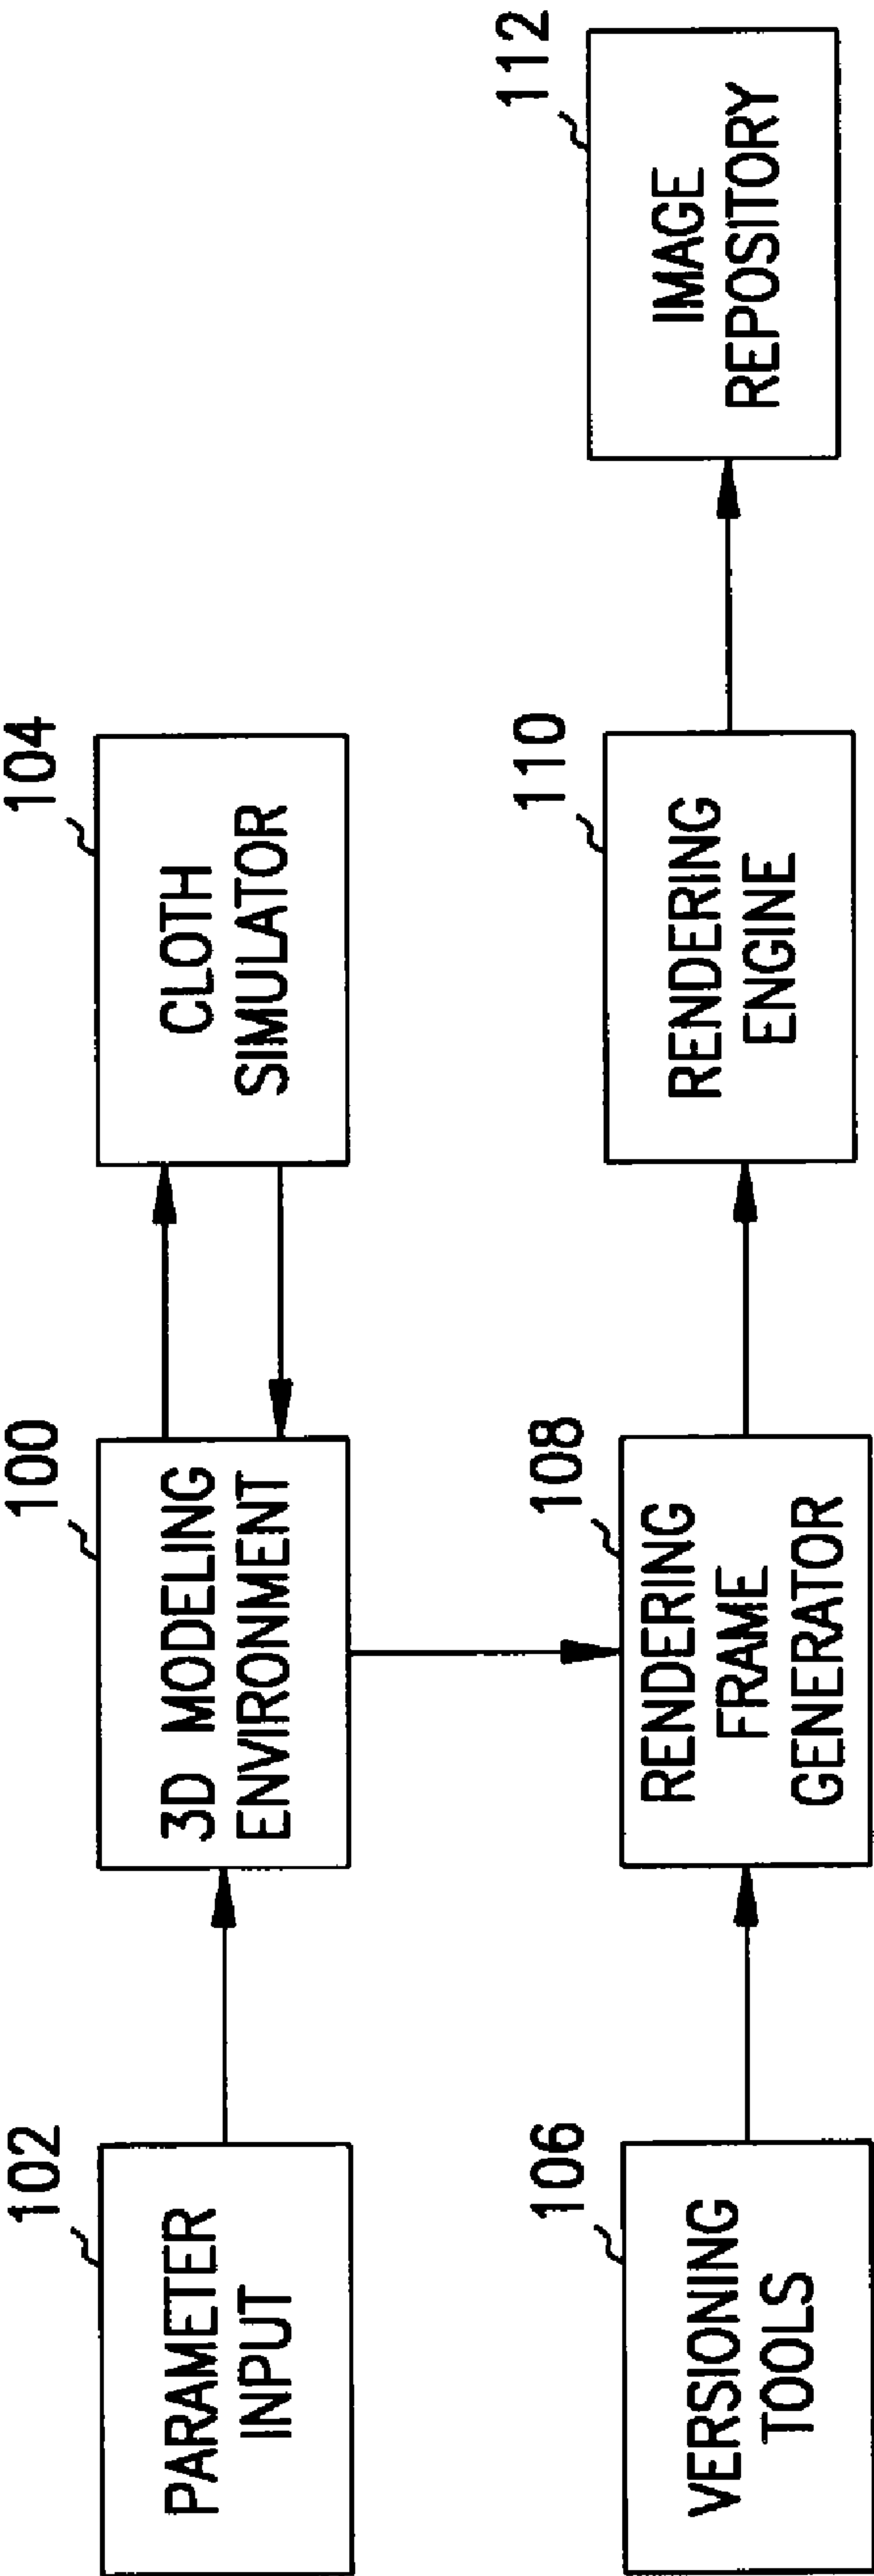 102
PARAMETER
INPUT
100
3D MODELING
ENVIRONMENT
104
CLOTH
SIMULATOR
106
VERSIONING
TOOLS
108
RENDERING
FRAME
GENERATOR
110
RENDERING
ENGINE
112
IMAGE
REPOSITORY